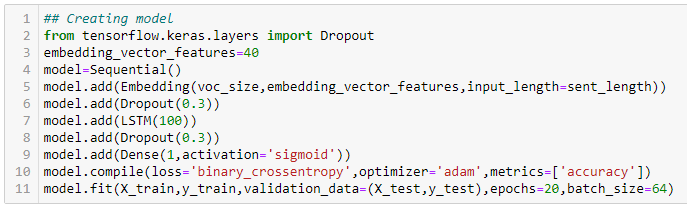 1 ## Creating model
2 from tensorflow.keras.layers import Dropout
3 embedding_vector_features=40
4 model=Sequential()
5 model.add(Embedding(voc_size,embedding_vector_features,input_length=sent_length))
6 model.add(Dropout(0.3))
7 model.add(LSTM(100))
8 model.add(Dropout(0.3))
9 model.add(Dense(1,activation='sigmoid'))
10 model.compile(loss='binary_crossentropy',optimizer='adam',metrics=['accuracy'])
11 model.fit(X_train,y_train,validation_data=(X_test,y_test),epochs=20,batch_size=64)